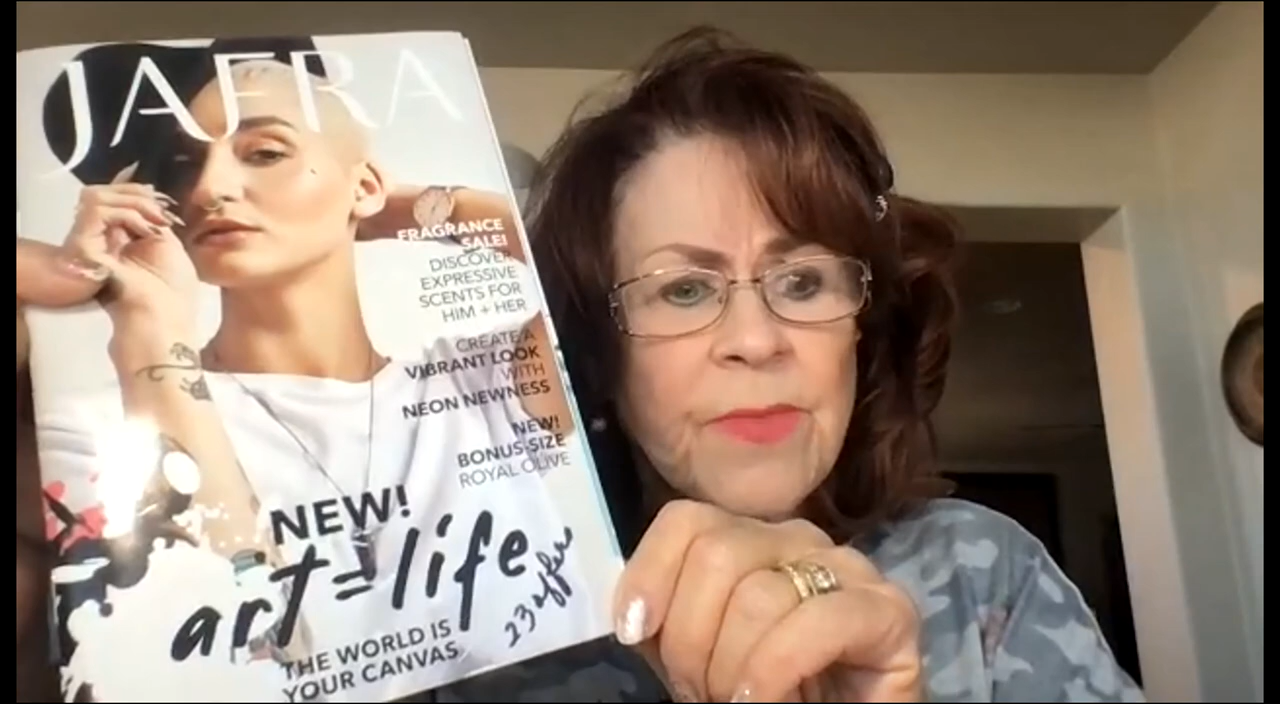 JAFRA
FRAGRANCE
SALE!
DISCOVER
EXPRESSIVE
SCENTS FOR
HIM + HER
CREATE A
VIBRANT LOOK
WITH
NEON NEWNESS
NEW!
BONUS-SIZE
ROYAL OLIVE
NEW!
art=life
23 offers
THE WORLD IS
YOUR CANVAS